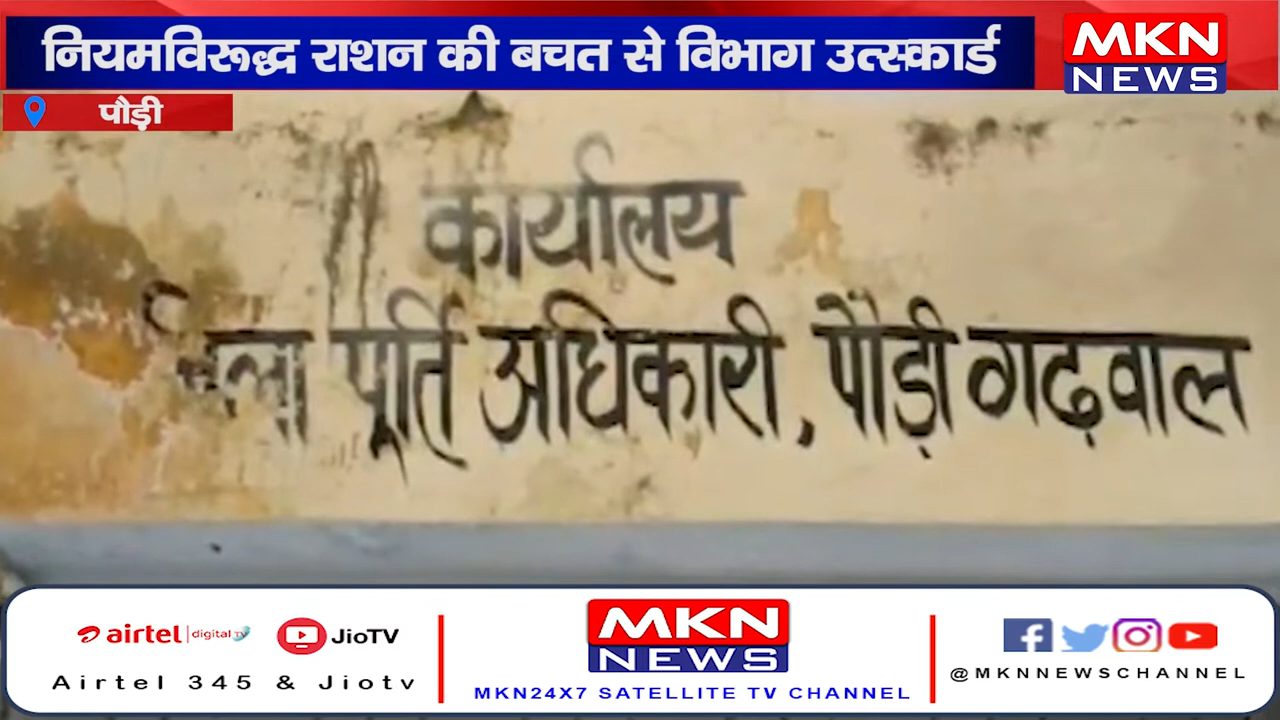 नियमविरूद्ध राशन की बचत से विभाग उत्स्कार्ड
MKN
NEWS
पौड़ी
कार्यालय
जिला पूर्ति अधिकारी, पौड़ी गढ़वाल
airtel | digital TV
JioTV
Airtel 345 & Jiotv
MKN
NEWS
MKN24X7 SATELLITE TV CHANNEL
@MKNNEWSCHANNEL